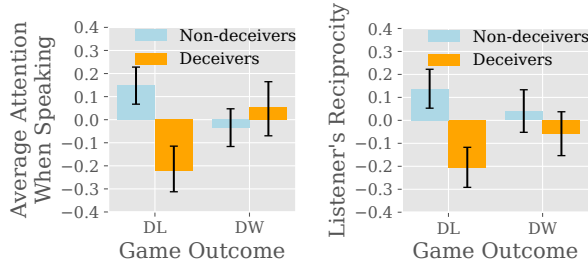 Average Attention
When Speaking
0.4
0.3
0.2
0.1
0.0
−0.1
−0.2
−0.3
−0.4
Non-deceivers
Deceivers
DL
DW
Game Outcome
Listener's Reciprocity
0.4
0.3
0.2
0.1
0.0
−0.1
−0.2
−0.3
−0.4
Non-deceivers
Deceivers
DL
DW
Game Outcome